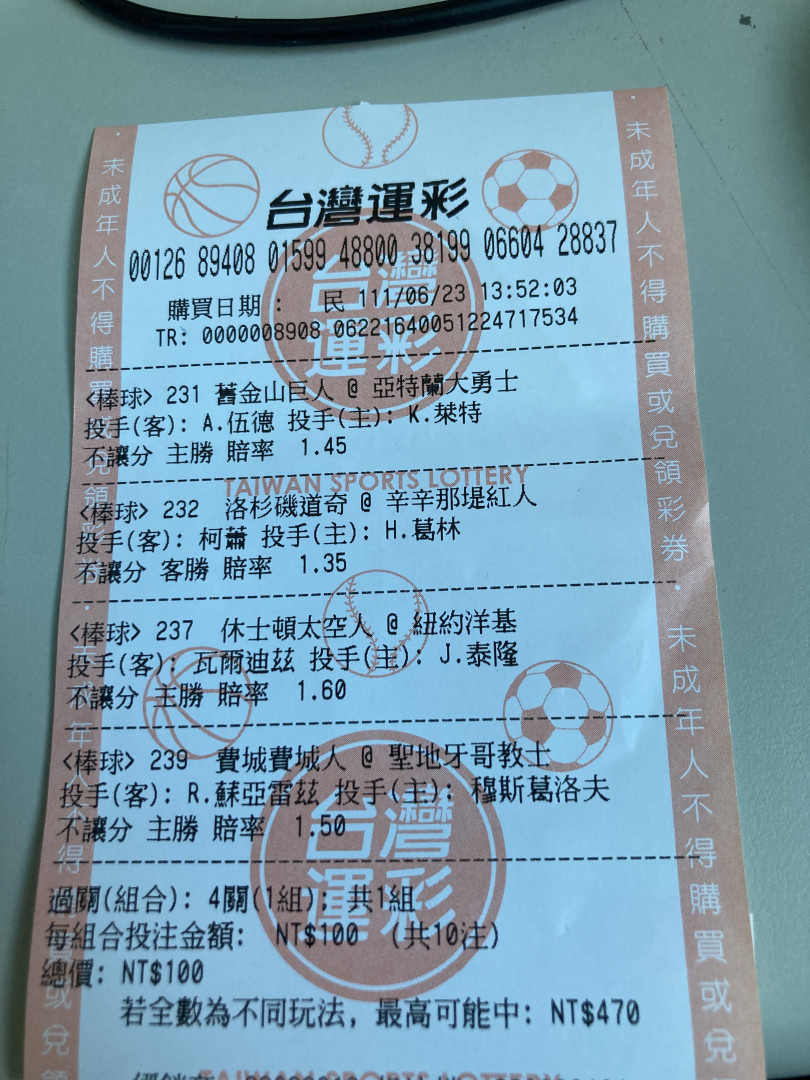 台灣運彩
00126 89408 01599 48800 38199 06604 28837
購買日期 : 民 111/06/23 13:52:03
TR: 0000008908 06221640051224717534
<棒球> 231 舊金山巨人 @ 亞特蘭大勇士
投手(客): A.伍德 投手(主): K.萊特
不讓分 主勝 賠率 1.45
TAIWAN SPORTS LOTTERY
<棒球> 232 洛杉磯道奇 @ 辛辛那堤紅人
投手(客): 柯蕭 投手(主): H.葛林
不讓分 客勝 賠率 1.35
<棒球> 237 休士頓太空人 @ 紐約洋基
投手(客): 瓦爾迪茲 投手(主): J.泰隆
不讓分 主勝 賠率 1.60
<棒球> 239 費城費城人 @ 聖地牙哥教士
投手(客): R.蘇亞雷茲 投手(主): 穆斯葛洛夫
不讓分 主勝 賠率 1.50
過關(組合): 4關(1組); 共1組
每組合投注金額: NT$100 (共10注)
總價: NT$100
若全數為不同玩法, 最高可能中: NT$470
台灣運彩
台灣運彩
未成年人不得購買或兌領彩券
未成年人不得購買或兌